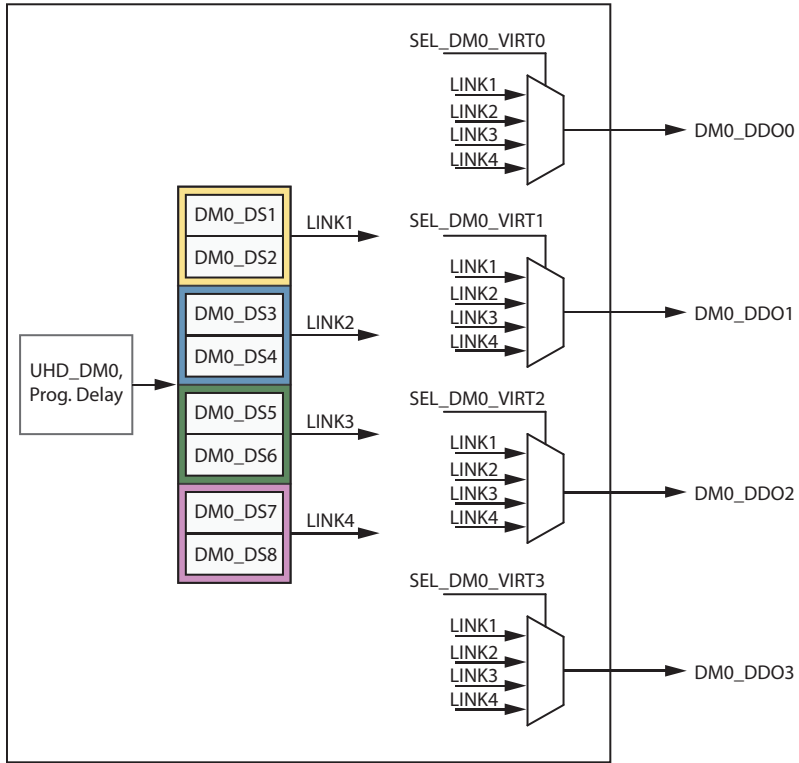 SEL_DM0_VIRT0
LINK1
LINK2
LINK3
LINK4
DM0_DDO0
DM0_DS1
DM0_DS2
LINK1
SEL_DM0_VIRT1
LINK1
LINK2
LINK3
LINK4
DM0_DDO1
DM0_DS3
DM0_DS4
LINK2
UHD_DM0,
Prog. Delay
DM0_DS5
DM0_DS6
LINK3
SEL_DM0_VIRT2
LINK1
LINK2
LINK3
LINK4
DM0_DDO2
DM0_DS7
DM0_DS8
LINK4
SEL_DM0_VIRT3
LINK1
LINK2
LINK3
LINK4
DM0_DDO3